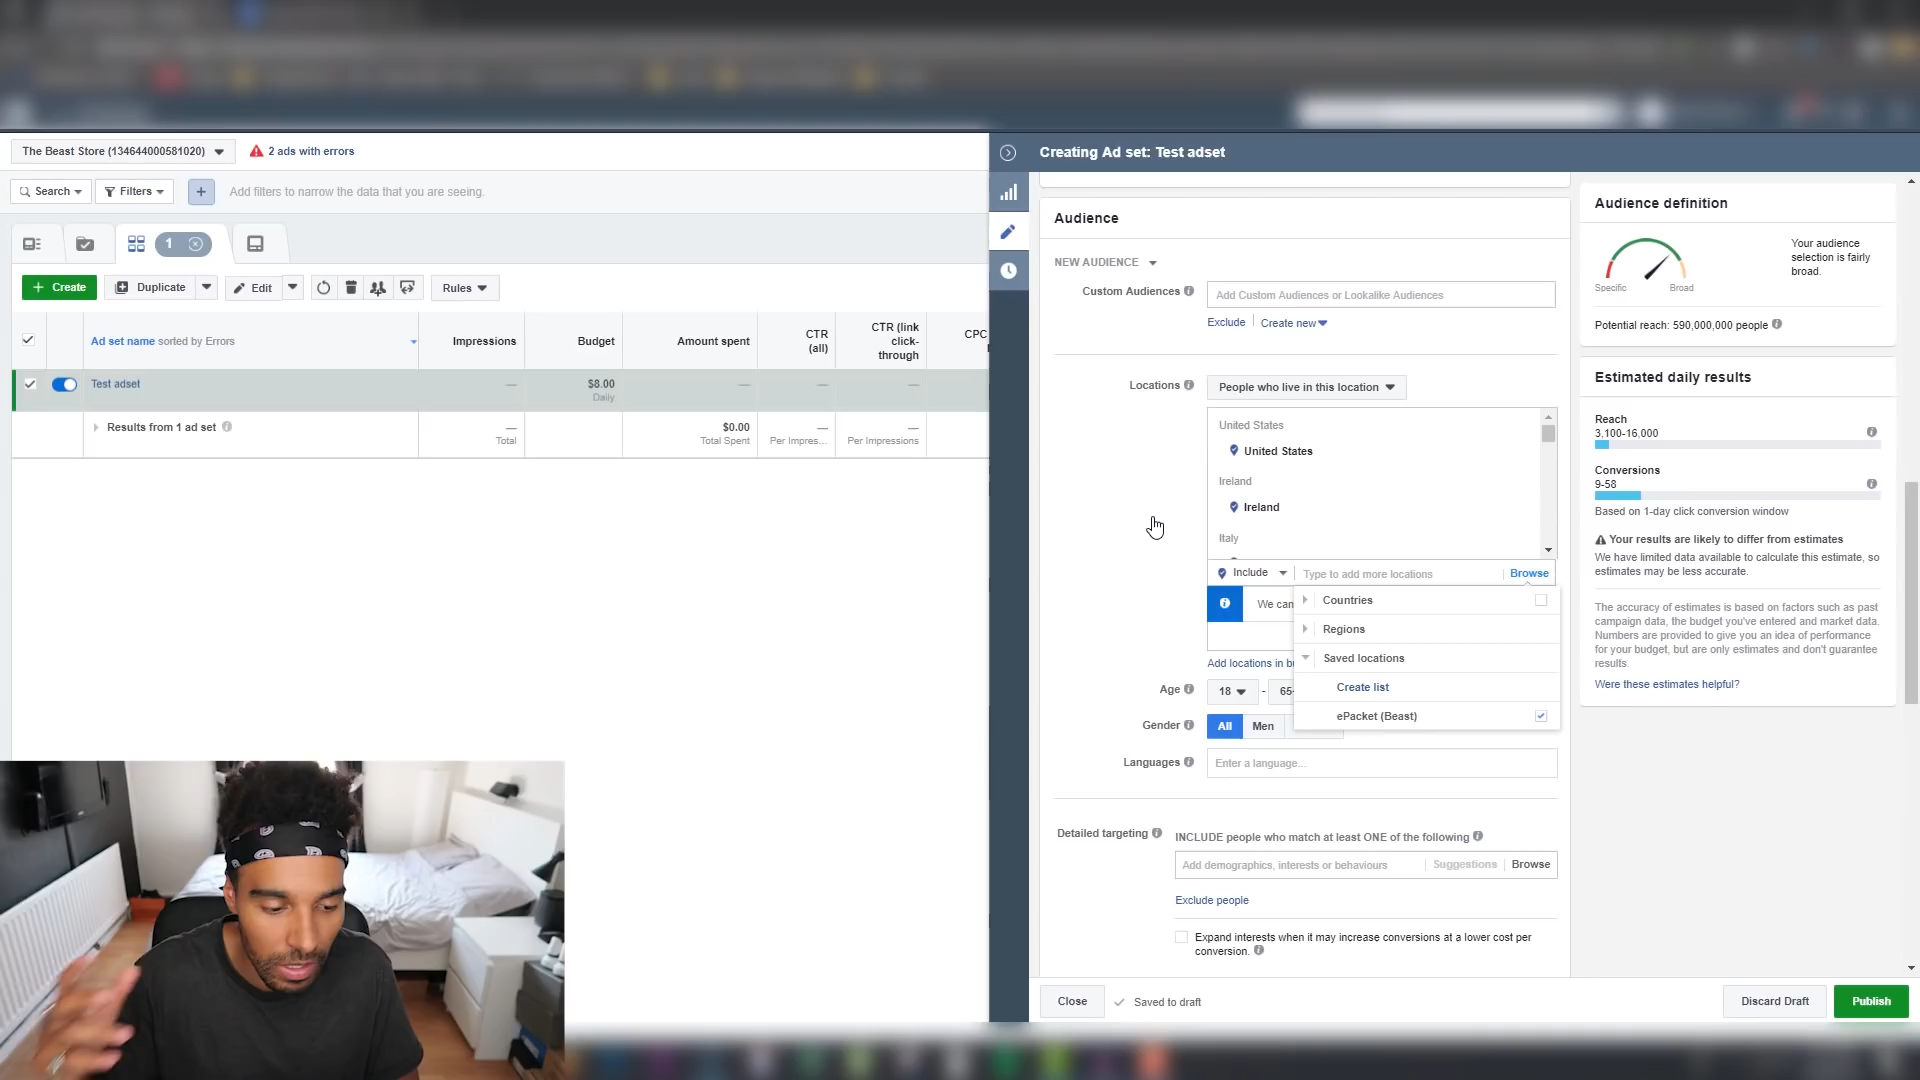 The Beast Store (134644000581020)
2 ads with errors
Creating Ad set: Test adset
Search
Filters
Add filters to narrow the data that you are seeing.
1
Create
Duplicate
Edit
Rules
Ad set name sorted by Errors
Impressions
Budget
Amount spent
CTR
(all)
CTR (link
click-
through)
CPC
Test adset
—
$8.00
Daily
—
—
—
Results from 1 ad set
—
Total
$0.00
Total Spent
—
Per Impres...
—
Per Impressions
Audience
NEW AUDIENCE
Custom Audiences
Add Custom Audiences or Lookalike Audiences
Exclude
Create new
Locations
People who live in this location
United States
United States
Ireland
Ireland
Italy
Include
Type to add more locations
Browse
We can
Countries
Regions
Saved locations
Create list
ePacket (Beast)
Add locations in bu
Age
18
-
65
Gender
All
Men
Languages
Enter a language...
Detailed targeting
INCLUDE people who match at least ONE of the following
Add demographics, interests or behaviours
Suggestions
Browse
Exclude people
Expand interests when it may increase conversions at a lower cost per
conversion.
Close
Saved to draft
Discard Draft
Publish
Audience definition
Specific
Broad
Your audience
selection is fairly
broad.
Potential reach: 590,000,000 people
Estimated daily results
Reach
3,100-16,000
Conversions
9-58
Based on 1-day click conversion window
Your results are likely to differ from estimates
We have limited data available to calculate this estimate, so
estimates may be less accurate.
The accuracy of estimates is based on factors such as past
campaign data, the budget you've entered and market data.
Numbers are provided to give you an idea of performance
for your budget, but are only estimates and don't guarantee
results.
Were these estimates helpful?